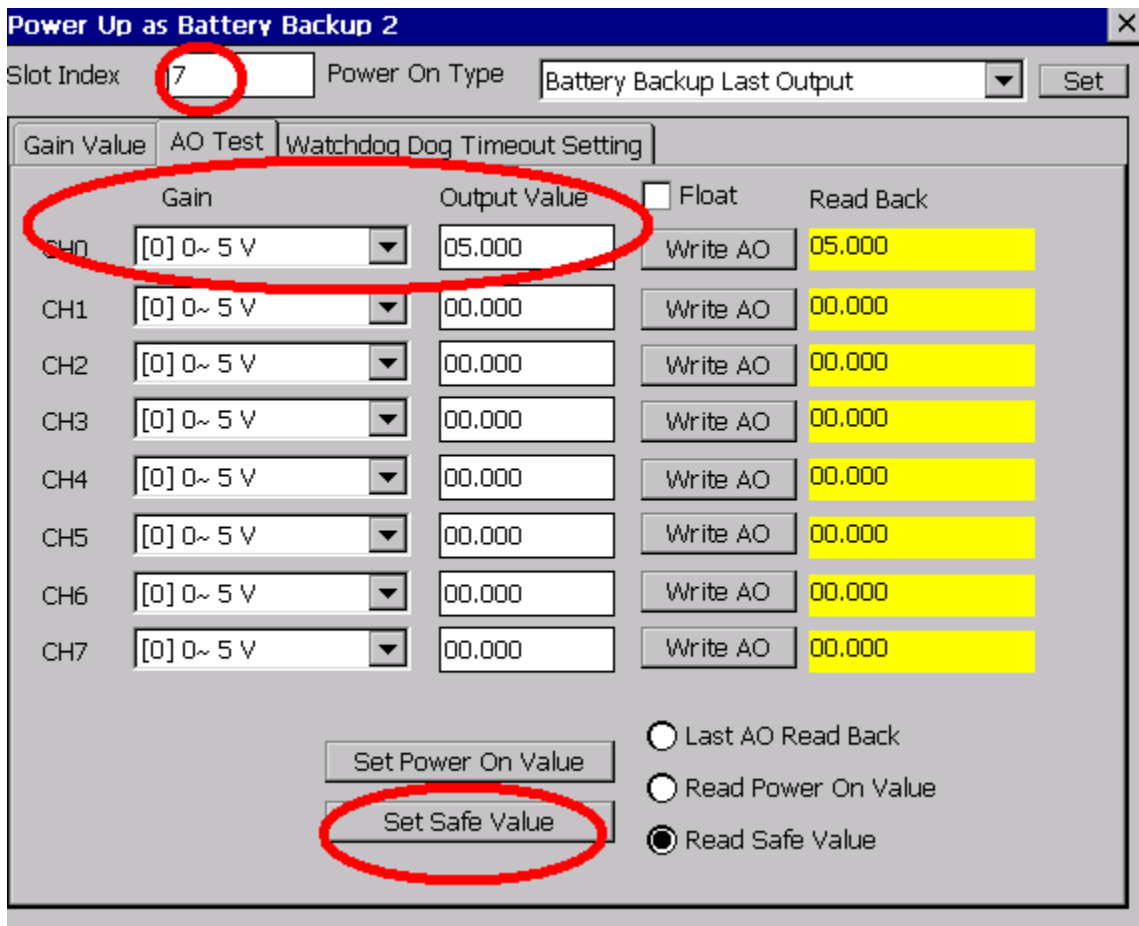 Power Up as Battery Backup 2
Slot Index 7 Power On Type Battery Backup Last Output Set
Gain Value AO Test Watchdog Dog Timeout Setting
Gain Output Value Float Read Back
CH0 [0] 0~ 5 V 05.000 Write AO 05.000
CH1 [0] 0~ 5 V 00.000 Write AO 00.000
CH2 [0] 0~ 5 V 00.000 Write AO 00.000
CH3 [0] 0~ 5 V 00.000 Write AO 00.000
CH4 [0] 0~ 5 V 00.000 Write AO 00.000
CH5 [0] 0~ 5 V 00.000 Write AO 00.000
CH6 [0] 0~ 5 V 00.000 Write AO 00.000
CH7 [0] 0~ 5 V 00.000 Write AO 00.000
Last AO Read Back
Set Power On Value
Read Power On Value
Set Safe Value
Read Safe Value